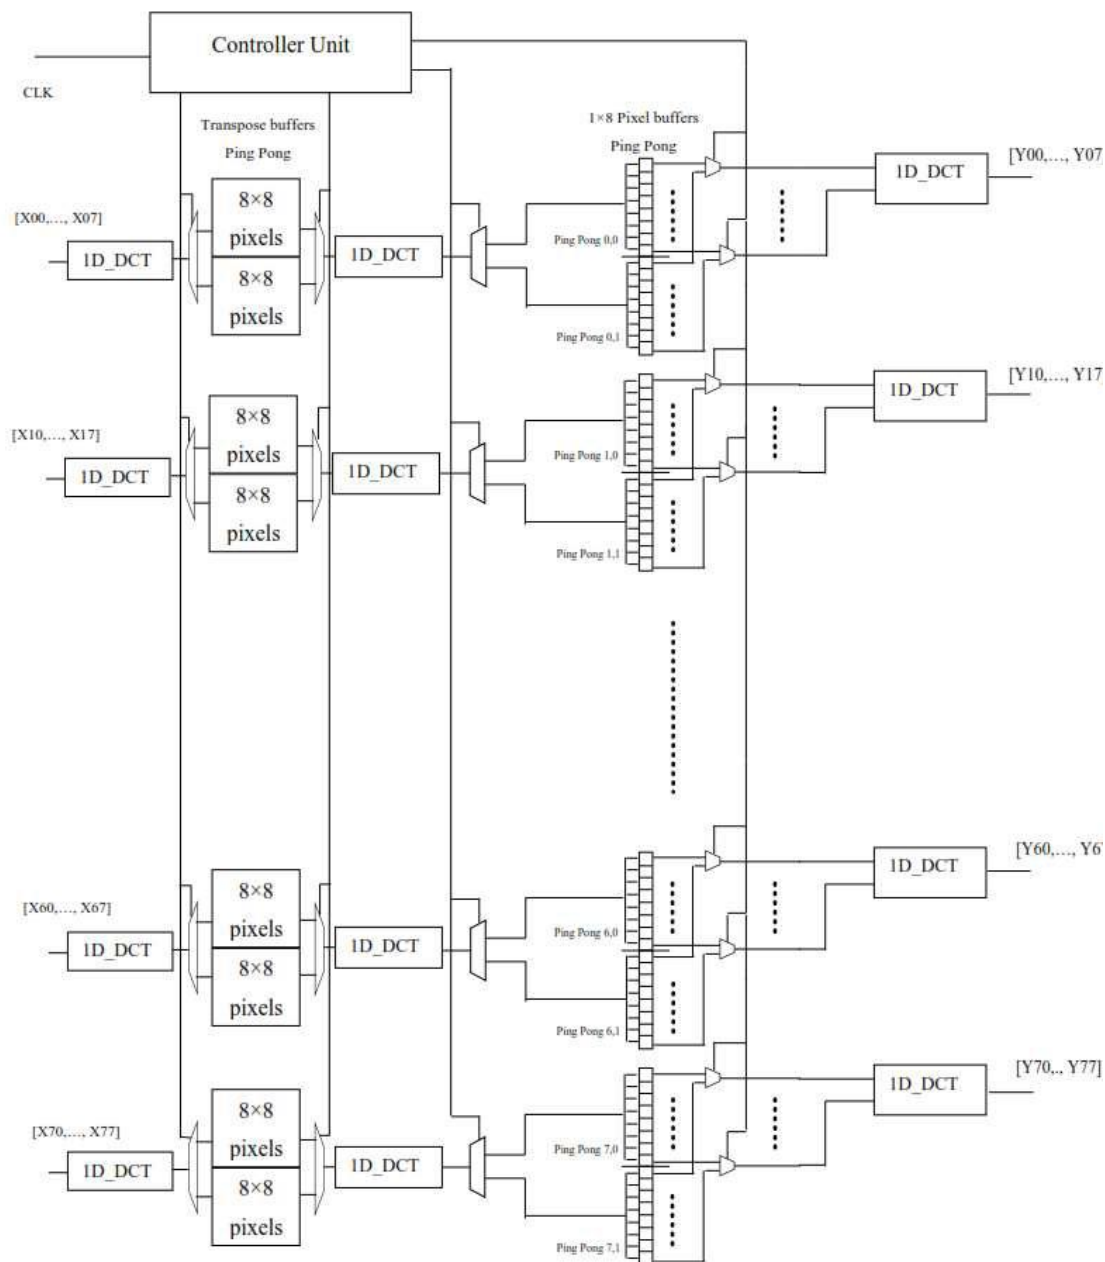 Controller Unit
CLK
Transpose buffers
Ping Pong
1×8 Pixel buffers
Ping Pong
[X00,…, X07]
1D_DCT
8×8
pixels
8×8
pixels
1D_DCT
Ping Pong 0,0
Ping Pong 0,1
1D_DCT
[Y00,…, Y07
[X10,…, X17]
1D_DCT
8×8
pixels
8×8
pixels
1D_DCT
Ping Pong 1,0
Ping Pong 1,1
1D_DCT
[Y10,…, Y17]
[X60,…, X67]
1D_DCT
8×8
pixels
8×8
pixels
1D_DCT
Ping Pong 6,0
Ping Pong 6,1
1D_DCT
[Y60,…, Y6
[X70,…, X77]
1D_DCT
8×8
pixels
8×8
pixels
1D_DCT
Ping Pong 7,0
Ping Pong 7,1
1D_DCT
[Y70,.., Y77]